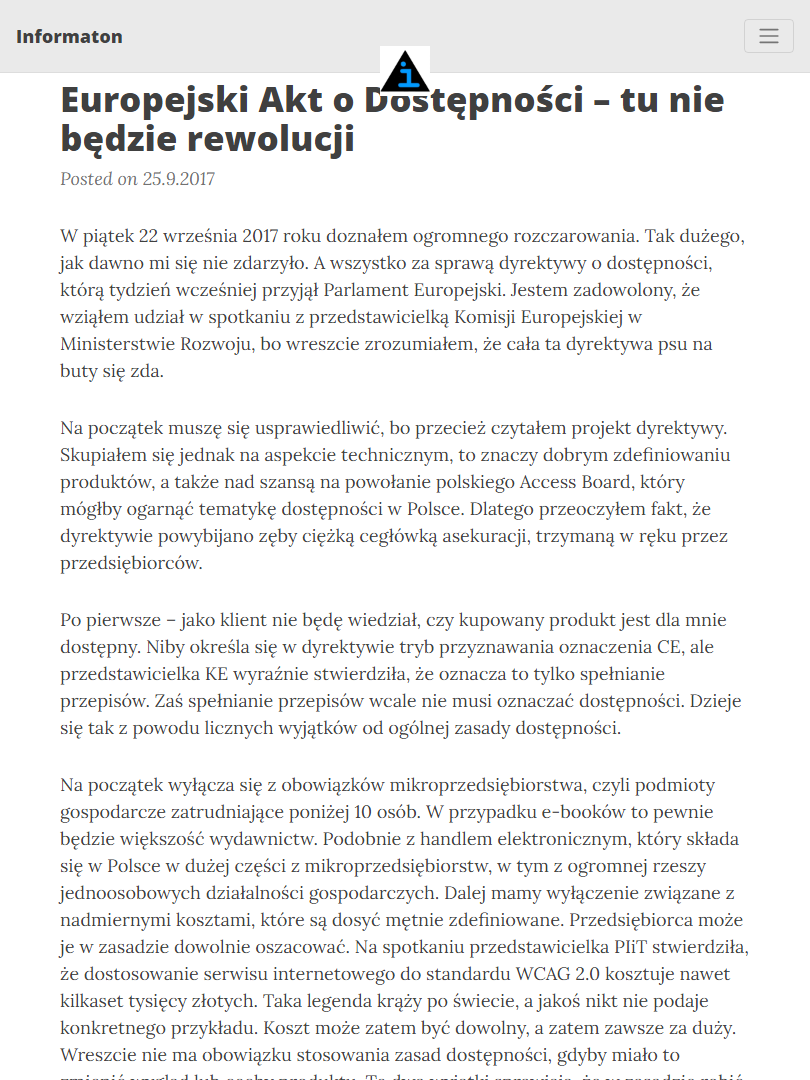 Informaton
Europejski Akt o Dostępności – tu nie
będzie rewolucji
Posted on 25.9.2017
W piątek 22 września 2017 roku doznałem ogromnego rozczarowania. Tak dużego,
jak dawno mi się nie zdarzyło. A wszystko za sprawą dyrektywy o dostępności,
którą tydzień wcześniej przyjął Parlament Europejski. Jestem zadowolony, że
wziąłem udział w spotkaniu z przedstawicielką Komisji Europejskiej w
Ministerstwie Rozwoju, bo wreszcie zrozumiałem, że cała ta dyrektywa psu na
buty się zda.
Na początek muszę się usprawiedliwić, bo przecież czytałem projekt dyrektywy.
Skupiałem się jednak na aspekcie technicznym, to znaczy dobrym zdefiniowaniu
produktów, a także nad szansą na powołanie polskiego Access Board, który
mógłby ogarnąć tematykę dostępności w Polsce. Dlatego przeoczyłem fakt, że
dyrektywie powybijano zęby ciężką cegłówką asekuracji, trzymaną w ręku przez
przedsiębiorców.
Po pierwsze – jako klient nie będę wiedział, czy kupowany produkt jest dla mnie
dostępny. Niby określa się w dyrektywie tryb przyznawania oznaczenia CE, ale
przedstawicielka KE wyraźnie stwierdziła, że oznacza to tylko spełnianie
przepisów. Zaś spełnianie przepisów wcale nie musi oznaczać dostępności. Dzieje
się tak z powodu licznych wyjątków od ogólnej zasady dostępności.
Na początek wyłącza się z obowiązków mikroprzedsiębiorstwa, czyli podmioty
gospodarcze zatrudniające poniżej 10 osób. W przypadku e-booków to pewnie
będzie większość wydawnictw. Podobnie z handlem elektronicznym, który składa
się w Polsce w dużej części z mikroprzedsiębiorstw, w tym z ogromnej rzeszy
jednoosobowych działalności gospodarczych. Dalej mamy wyłączenie związane z
nadmiernymi kosztami, które są dosyć mętnie zdefiniowane. Przedsiębiorca może
je w zasadzie dowolnie oszacować. Na spotkaniu przedstawicielka PIiT stwierdziła,
że dostosowanie serwisu internetowego do standardu WCAG 2.0 kosztuje nawet
kilkaset tysięcy złotych. Taka legenda krąży po świecie, a jakoś nikt nie podaje
konkretnego przykładu. Koszt może zatem być dowolny, a zatem zawsze za duży.
Wreszcie nie ma obowiązku stosowania zasad dostępności, gdyby miało to